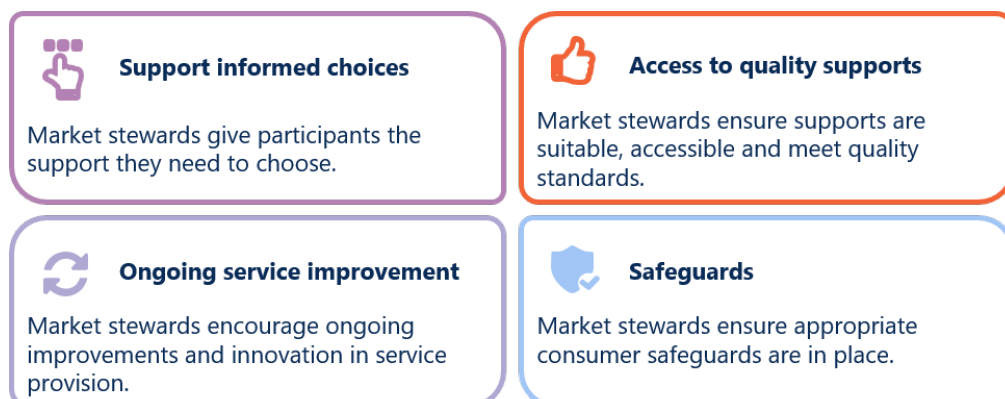 Support informed choices
Market stewards give participants the
support they need to choose.
Access to quality supports
Market stewards ensure supports are
suitable, accessible and meet quality
standards.
Ongoing service improvement
Market stewards encourage ongoing
improvements and innovation in service
provision.
Safeguards
Market stewards ensure appropriate
consumer safeguards are in place.